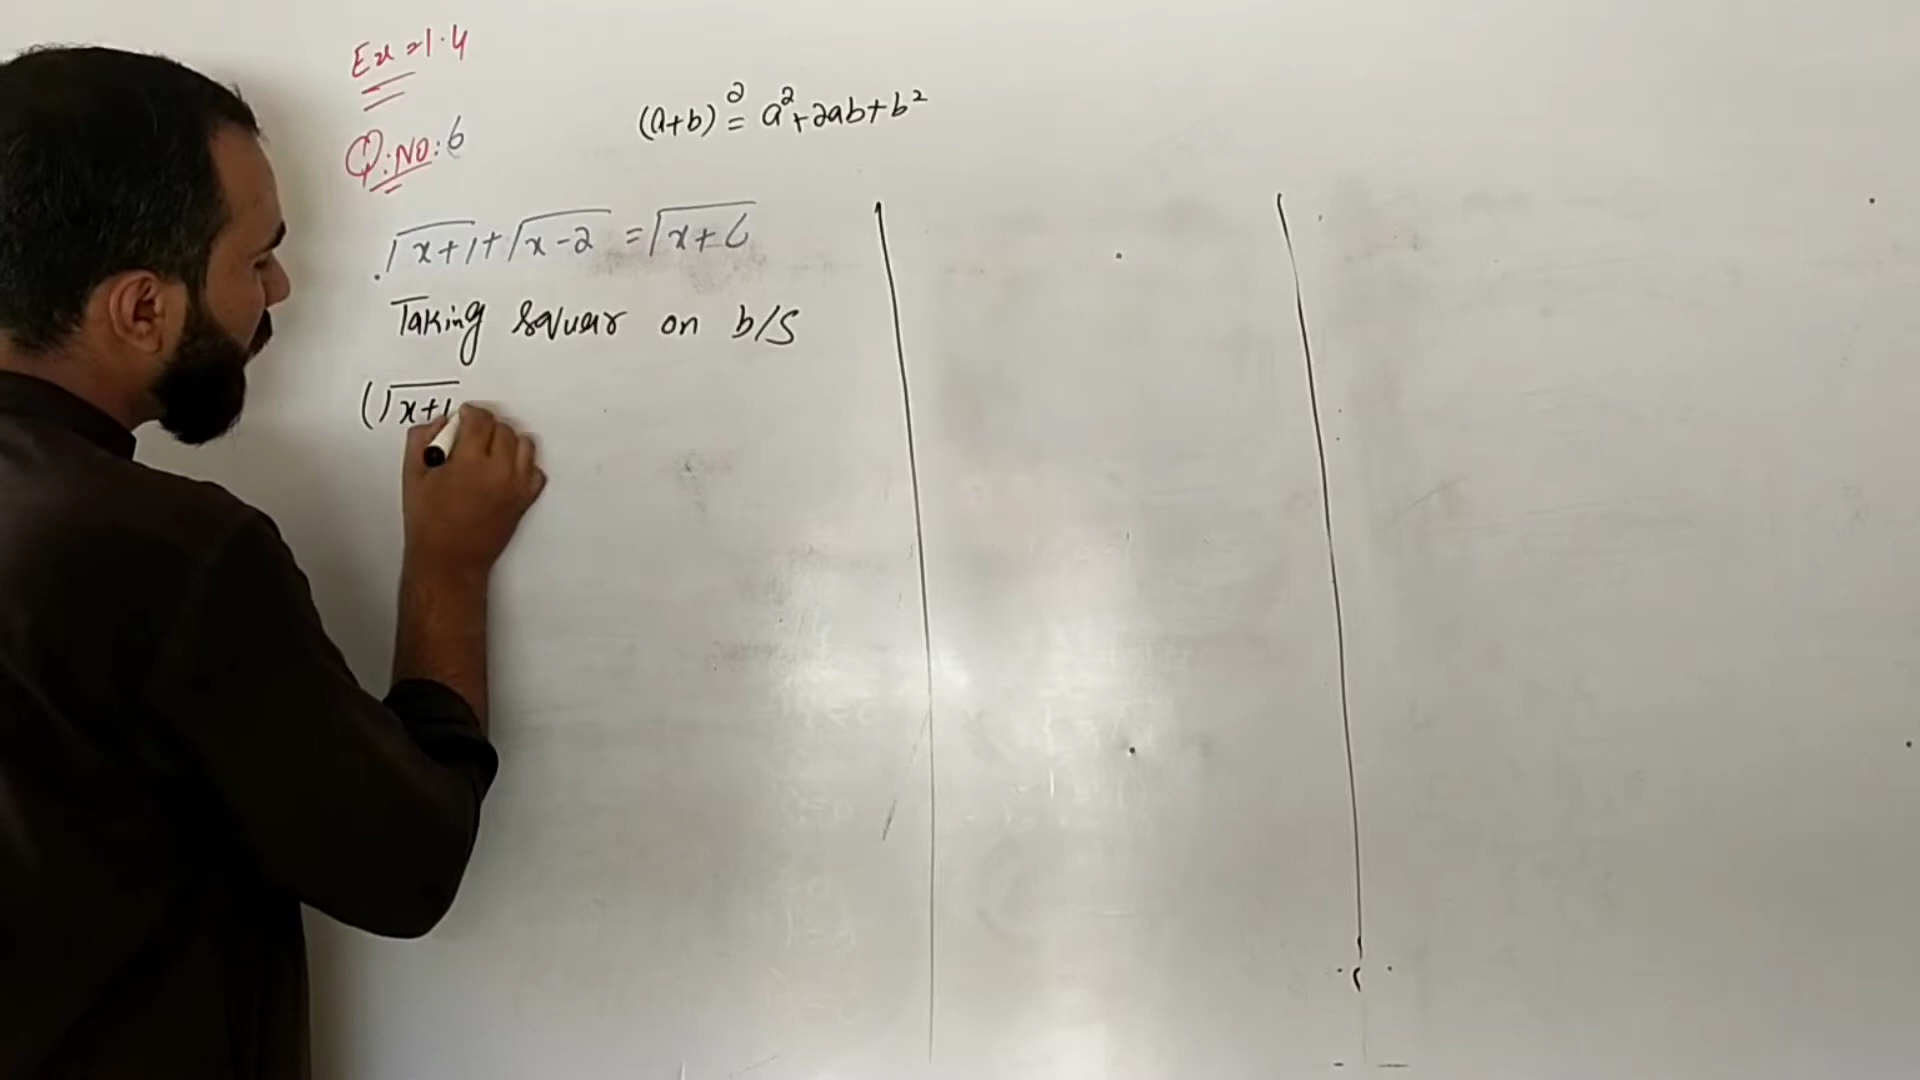 Ex 1.4
Q.No: 6
(a+b)² = a²+2ab+b²
√x+1 + √x-2 = √x+6
Taking squar on b/s
(√x+1